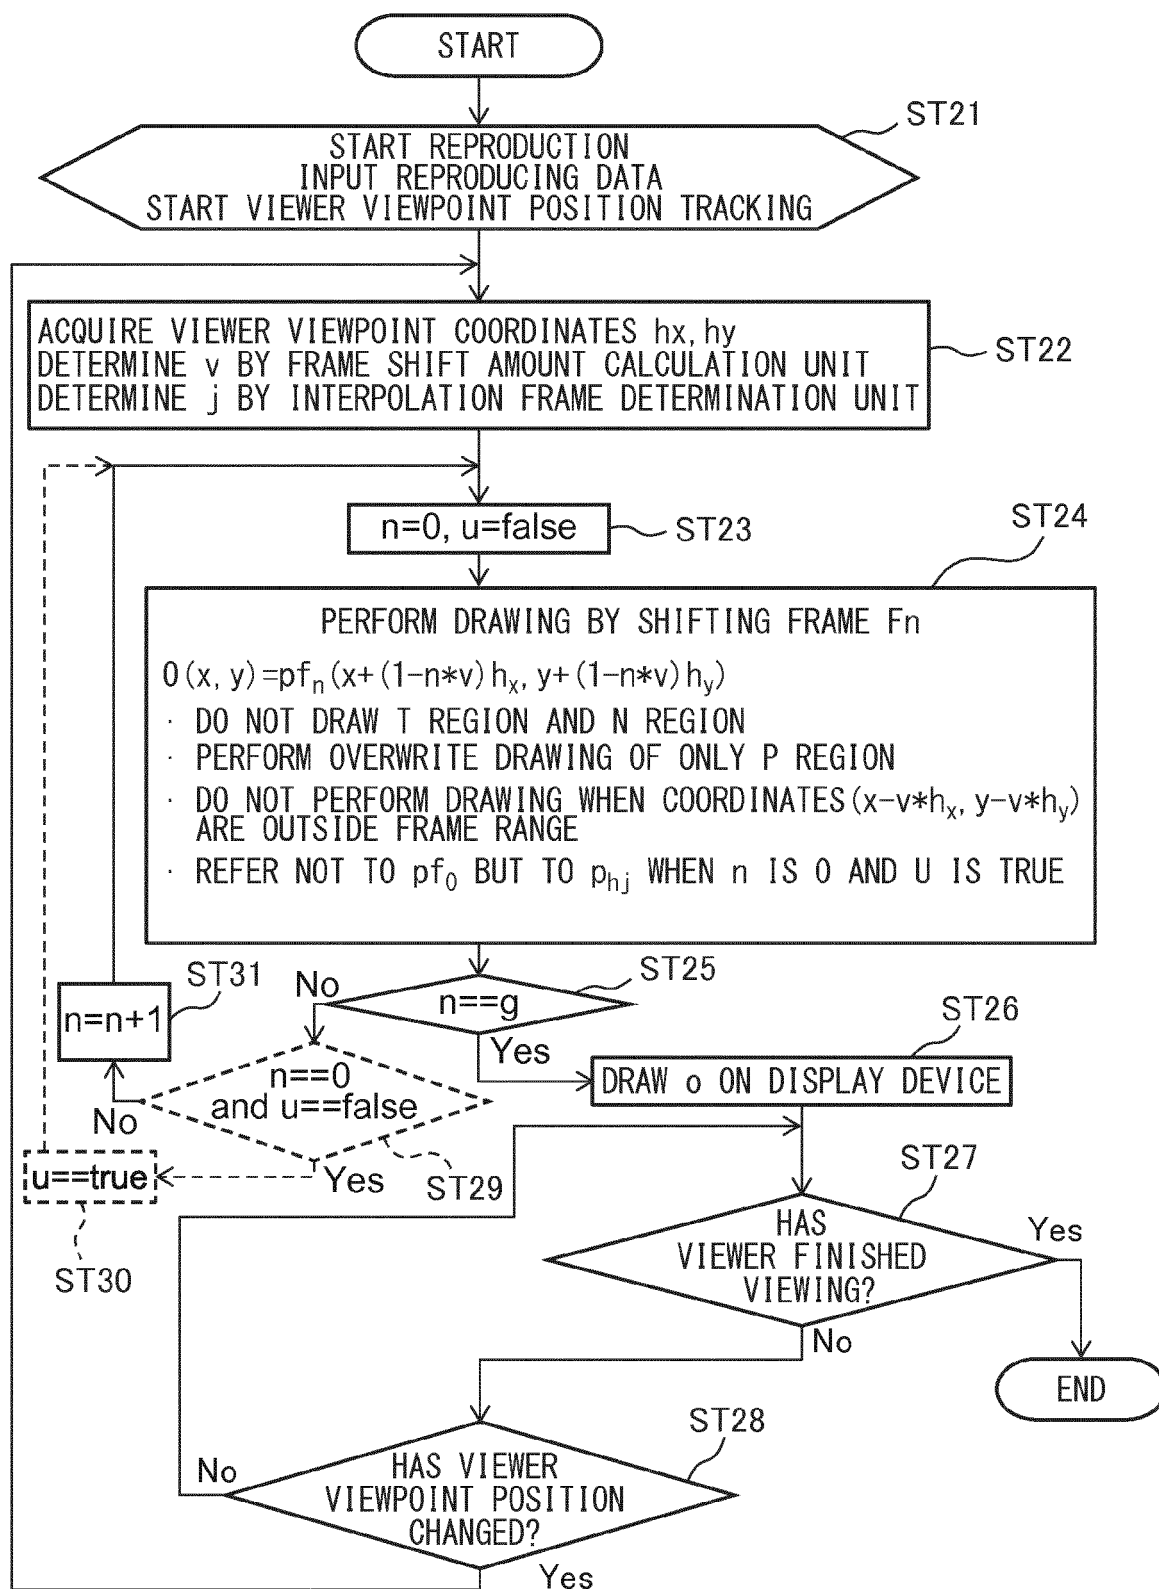 START
ST21
START REPRODUCTION
INPUT REPRODUCING DATA
START VIEWER VIEWPOINT POSITION TRACKING
ACQUIRE VIEWER VIEWPOINT COORDINATES hx, hy
DETERMINE v BY FRAME SHIFT AMOUNT CALCULATION UNIT
DETERMINE j BY INTERPOLATION FRAME DETERMINATION UNIT
ST22
n=0, u=false
ST23
ST24
PERFORM DRAWING BY SHIFTING FRAME Fn
O(x, y)=pfₙ(x+(1-n*v)hₓ, y+(1-n*v)h_y)
· DO NOT DRAW T REGION AND N REGION
· PERFORM OVERWRITE DRAWING OF ONLY P REGION
· DO NOT PERFORM DRAWING WHEN COORDINATES(x-v*hₓ, y-v*h_y)
ARE OUTSIDE FRAME RANGE
· REFER NOT TO pf₀ BUT TO p_hj WHEN n IS 0 AND U IS TRUE
ST25
n==g
No
Yes
ST31
n=n+1
ST26
DRAW o ON DISPLAY DEVICE
n==0
and u==false
No
Yes
ST29
u==true
ST30
ST27
HAS
VIEWER FINISHED
VIEWING?
Yes
No
END
ST28
HAS VIEWER
VIEWPOINT POSITION
CHANGED?
No
Yes